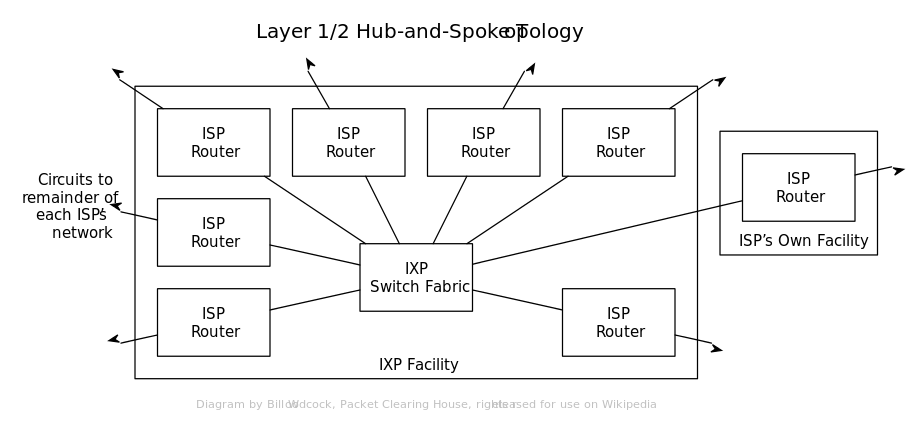 Layer 1/2 Hub-and-Spoke Topology
ISP
Router
ISP
Router
ISP
Router
ISP
Router
Circuits to
remainder of
each ISP's
network
ISP
Router
ISP
Router
ISP's Own Facility
IXP
Switch Fabric
ISP
Router
ISP
Router
IXP Facility
Diagram by Bill Woodcock, Packet Clearing House, rights released for use on Wikipedia